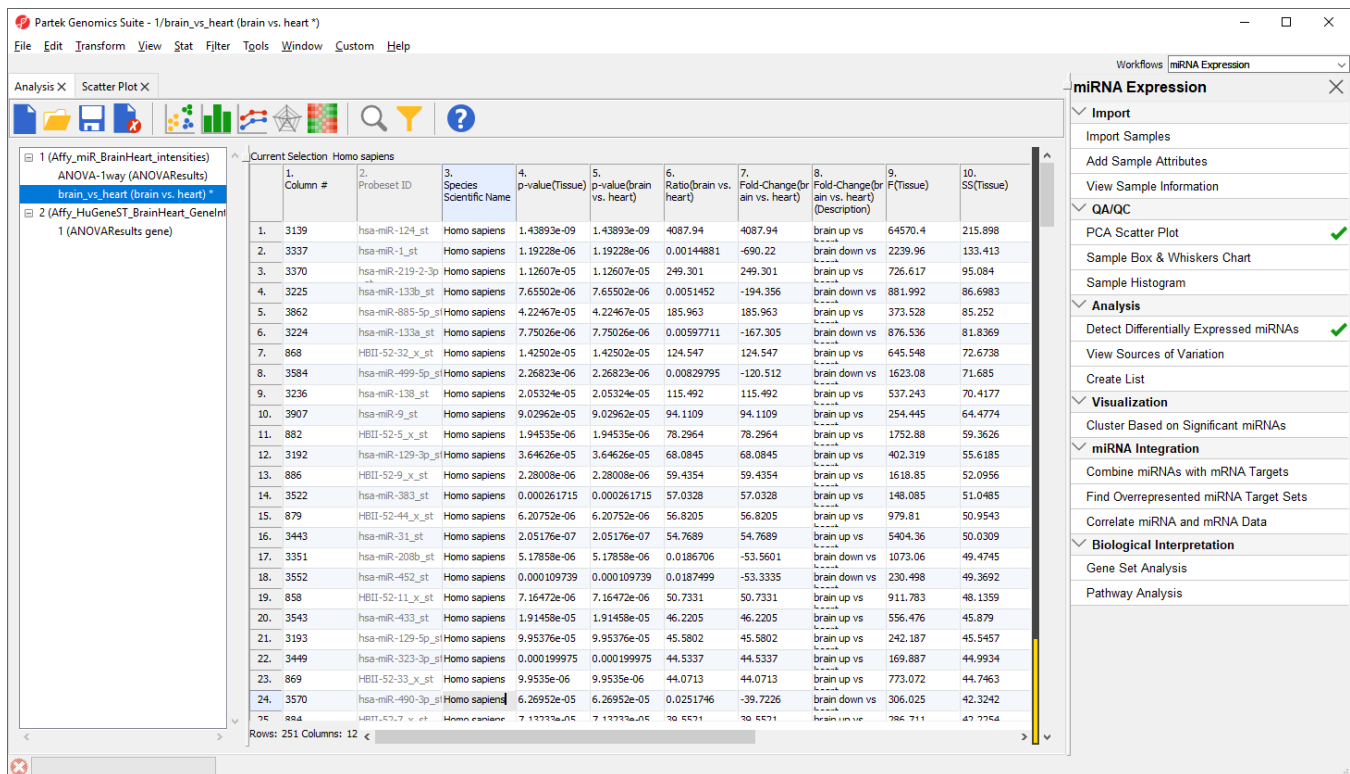 Partek Genomics Suite - 1/brain_vs_heart (brain vs. heart *)
File Edit Transform View Stat Filter Tools Window Custom Help
Workflows miRNA Expression
Analysis Scatter Plot
miRNA Expression
Import
Import Samples
Add Sample Attributes
View Sample Information
QA/QC
PCA Scatter Plot
Sample Box & Whiskers Chart
Sample Histogram
Analysis
Detect Differentially Expressed miRNAs
View Sources of Variation
Create List
Visualization
Cluster Based on Significant miRNAs
miRNA Integration
Combine miRNAs with mRNA Targets
Find Overrepresented miRNA Target Sets
Correlate miRNA and mRNA Data
Biological Interpretation
Gene Set Analysis
Pathway Analysis
1 (Affy_miR_BrainHeart_intensities)
ANOVA-1way (ANOVAResults)
brain_vs_heart (brain vs. heart) *
2 (Affy_HuGeneST_BrainHeart_GeneInt
1 (ANOVAResults gene)
Current Selection Homo sapiens
1. Column # 2. Probeset ID 3. Species Scientific Name 4. p-value(Tissue) 5. p-value(brain vs. heart) 6. Ratio(brain vs. heart) 7. Fold-Change(brain vs. heart) 8. Fold-Change(brain vs. heart) (Description) 9. F(Tissue) 10. SS(Tissue)
1. 3139 hsa-miR-124_st Homo sapiens 1.43893e-09 1.43893e-09 4087.94 4087.94 brain up vs 64570.4 215.898
2. 3337 hsa-miR-1_st Homo sapiens 1.19228e-06 1.19228e-06 0.00144881 -690.22 brain down vs 2239.96 133.413
3. 3370 hsa-miR-219-2-3p Homo sapiens 1.12607e-05 1.12607e-05 249.301 249.301 brain up vs 726.617 95.084
4. 3225 hsa-miR-133b_st Homo sapiens 7.65502e-06 7.65502e-06 0.0051452 -194.356 brain down vs 881.992 86.6983
5. 3862 hsa-miR-885-5p_st Homo sapiens 4.22467e-05 4.22467e-05 185.963 185.963 brain up vs 373.528 85.252
6. 3224 hsa-miR-133a_st Homo sapiens 7.75026e-06 7.75026e-06 0.00597711 -167.305 brain down vs 876.536 81.8369
7. 868 HBII-52-32_x_st Homo sapiens 1.42502e-05 1.42502e-05 124.547 124.547 brain up vs 645.548 72.6738
8. 3584 hsa-miR-499-5p_st Homo sapiens 2.26823e-06 2.26823e-06 0.00829795 -120.512 brain down vs 1623.08 71.685
9. 3236 hsa-miR-138_st Homo sapiens 2.05324e-05 2.05324e-05 115.492 115.492 brain up vs 537.243 70.4177
10. 3907 hsa-miR-9_st Homo sapiens 9.02962e-05 9.02962e-05 94.1109 94.1109 brain up vs 254.445 64.4774
11. 882 HBII-52-5_x_st Homo sapiens 1.94535e-06 1.94535e-06 78.2964 78.2964 brain up vs 1752.88 59.3626
12. 3192 hsa-miR-129-3p_st Homo sapiens 3.64626e-05 3.64626e-05 68.0845 68.0845 brain up vs 402.319 55.6185
13. 886 HBII-52-9_x_st Homo sapiens 2.28008e-06 2.28008e-06 59.4354 59.4354 brain up vs 1618.85 52.0956
14. 3522 hsa-miR-383_st Homo sapiens 0.000261715 0.000261715 57.0328 57.0328 brain up vs 148.085 51.0485
15. 879 HBII-52-44_x_st Homo sapiens 6.20752e-06 6.20752e-06 56.8205 56.8205 brain up vs 979.81 50.9543
16. 3443 hsa-miR-31_st Homo sapiens 2.05176e-07 2.05176e-07 54.7689 54.7689 brain up vs 5404.36 50.0309
17. 3351 hsa-miR-208b_st Homo sapiens 5.17858e-06 5.17858e-06 0.0186706 -53.5601 brain down vs 1073.06 49.4745
18. 3552 hsa-miR-452_st Homo sapiens 0.000109739 0.000109739 0.0187499 -53.3335 brain down vs 230.498 49.3692
19. 858 HBII-52-11_x_st Homo sapiens 7.16472e-06 7.16472e-06 50.7331 50.7331 brain up vs 911.783 48.1359
20. 3543 hsa-miR-433_st Homo sapiens 1.91458e-05 1.91458e-05 46.2205 46.2205 brain up vs 556.476 45.879
21. 3193 hsa-miR-129-5p_st Homo sapiens 9.95376e-05 9.95376e-05 45.5802 45.5802 brain up vs 242.187 45.5457
22. 3449 hsa-miR-323-3p_st Homo sapiens 0.000199975 0.000199975 44.5337 44.5337 brain up vs 169.887 44.9934
23. 869 HBII-52-33_x_st Homo sapiens 9.9535e-06 9.9535e-06 44.0713 44.0713 brain up vs 773.072 44.7463
24. 3570 hsa-miR-490-3p_st Homo sapiens 6.26952e-05 6.26952e-05 0.0251746 -39.7226 brain down vs 306.025 42.3242
25. 884 HBII-52-7_x_st Homo sapiens 7.13233e-05 7.13233e-05 39.5521 39.5521 brain up vs 286.711 42.2254
Rows: 251 Columns: 12